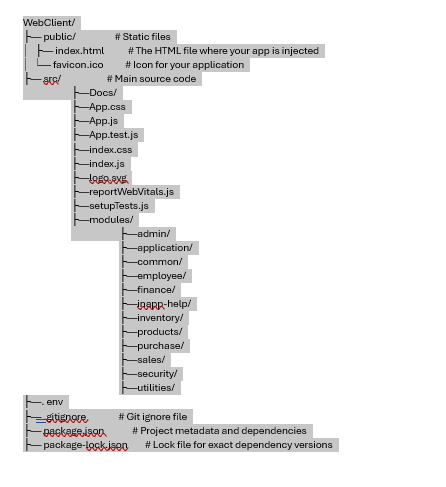 WebClient/
├── public/ # Static files
│ ├── index.html # The HTML file where your app is injected
│ └── favicon.ico # Icon for your application
├── src/ # Main source code
├──Docs/
├──App.css
├──App.js
├──App.test.js
├──index.css
├──index.js
├──logo.svg
├──reportWebVitals.js
├──setupTests.js
├──modules/
├──admin/
├──application/
├──common/
├──employee/
├──finance/
├──inapp-help/
├──inventory/
├──products/
├──purchase/
├──sales/
├──security/
├──utilities/
├──. env
├── .gitignore # Git ignore file
├── package.json # Project metadata and dependencies
├── package-lock.json # Lock file for exact dependency versions